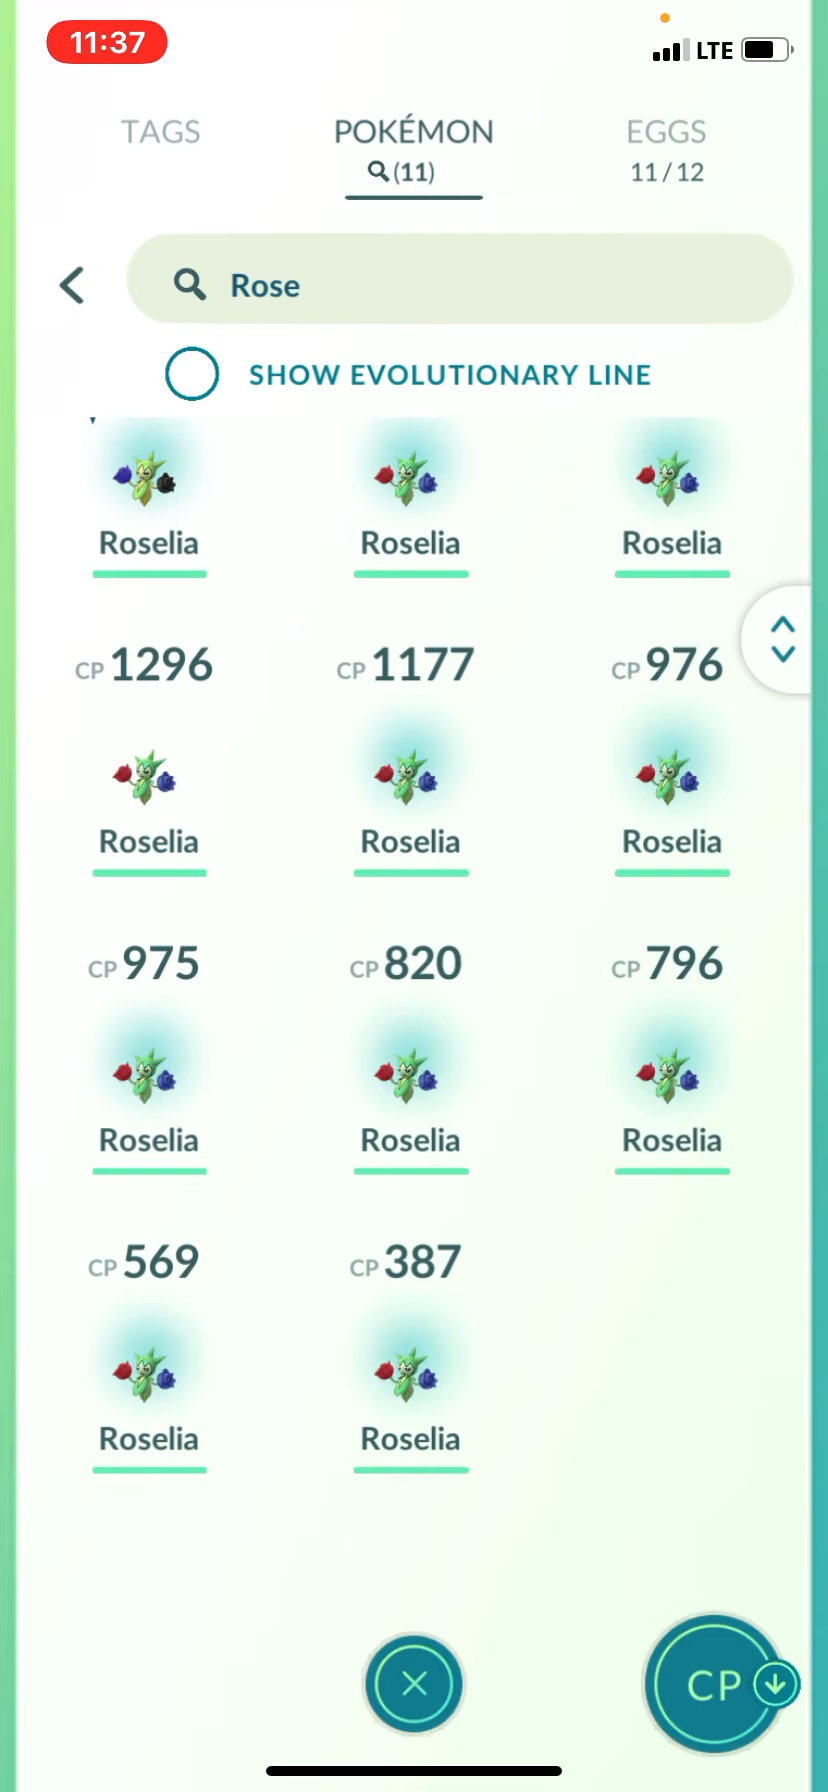 11:37
LTE
TAGS POKÉMON EGGS
(11) 11 / 12
Rose
SHOW EVOLUTIONARY LINE
Roselia Roselia Roselia
CP 1296 CP 1177 CP 976
Roselia Roselia Roselia
CP 975 CP 820 CP 796
Roselia Roselia Roselia
CP 569 CP 387
Roselia Roselia
CP